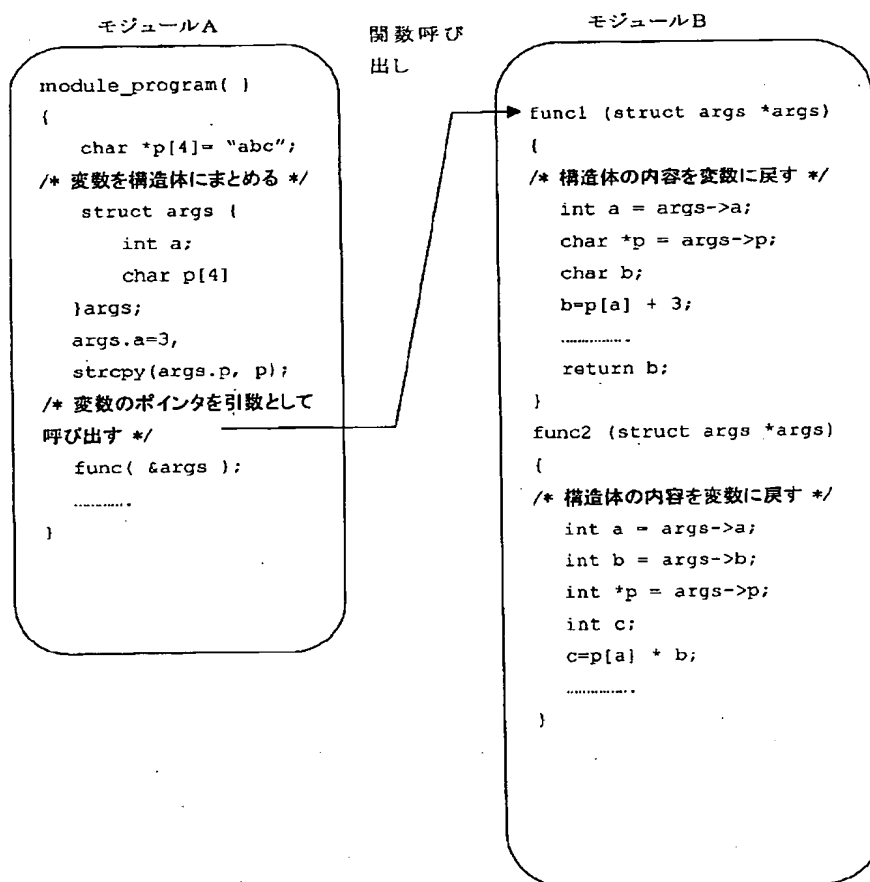 モジュールA
module_program( )
{
char *p[4]= “abc”;
/* 変数を構造体にまとめる */
struct args {
int a;
char p[4]
}args;
args.a=3,
strcpy(args.p, p);
/* 変数のポインタを引数として
呼び出す */
func( &args );
…………
}
関数呼び
出し
モジュールB
func1 (struct args *args)
{
/* 構造体の内容を変数に戻す */
int a = args->a;
char *p = args->p;
char b;
b=p[a] + 3;
……………
return b;
}
func2 (struct args *args)
{
/* 構造体の内容を変数に戻す */
int a = args->a;
int b = args->b;
int *p = args->p;
int c;
c=p[a] * b;
……………
}